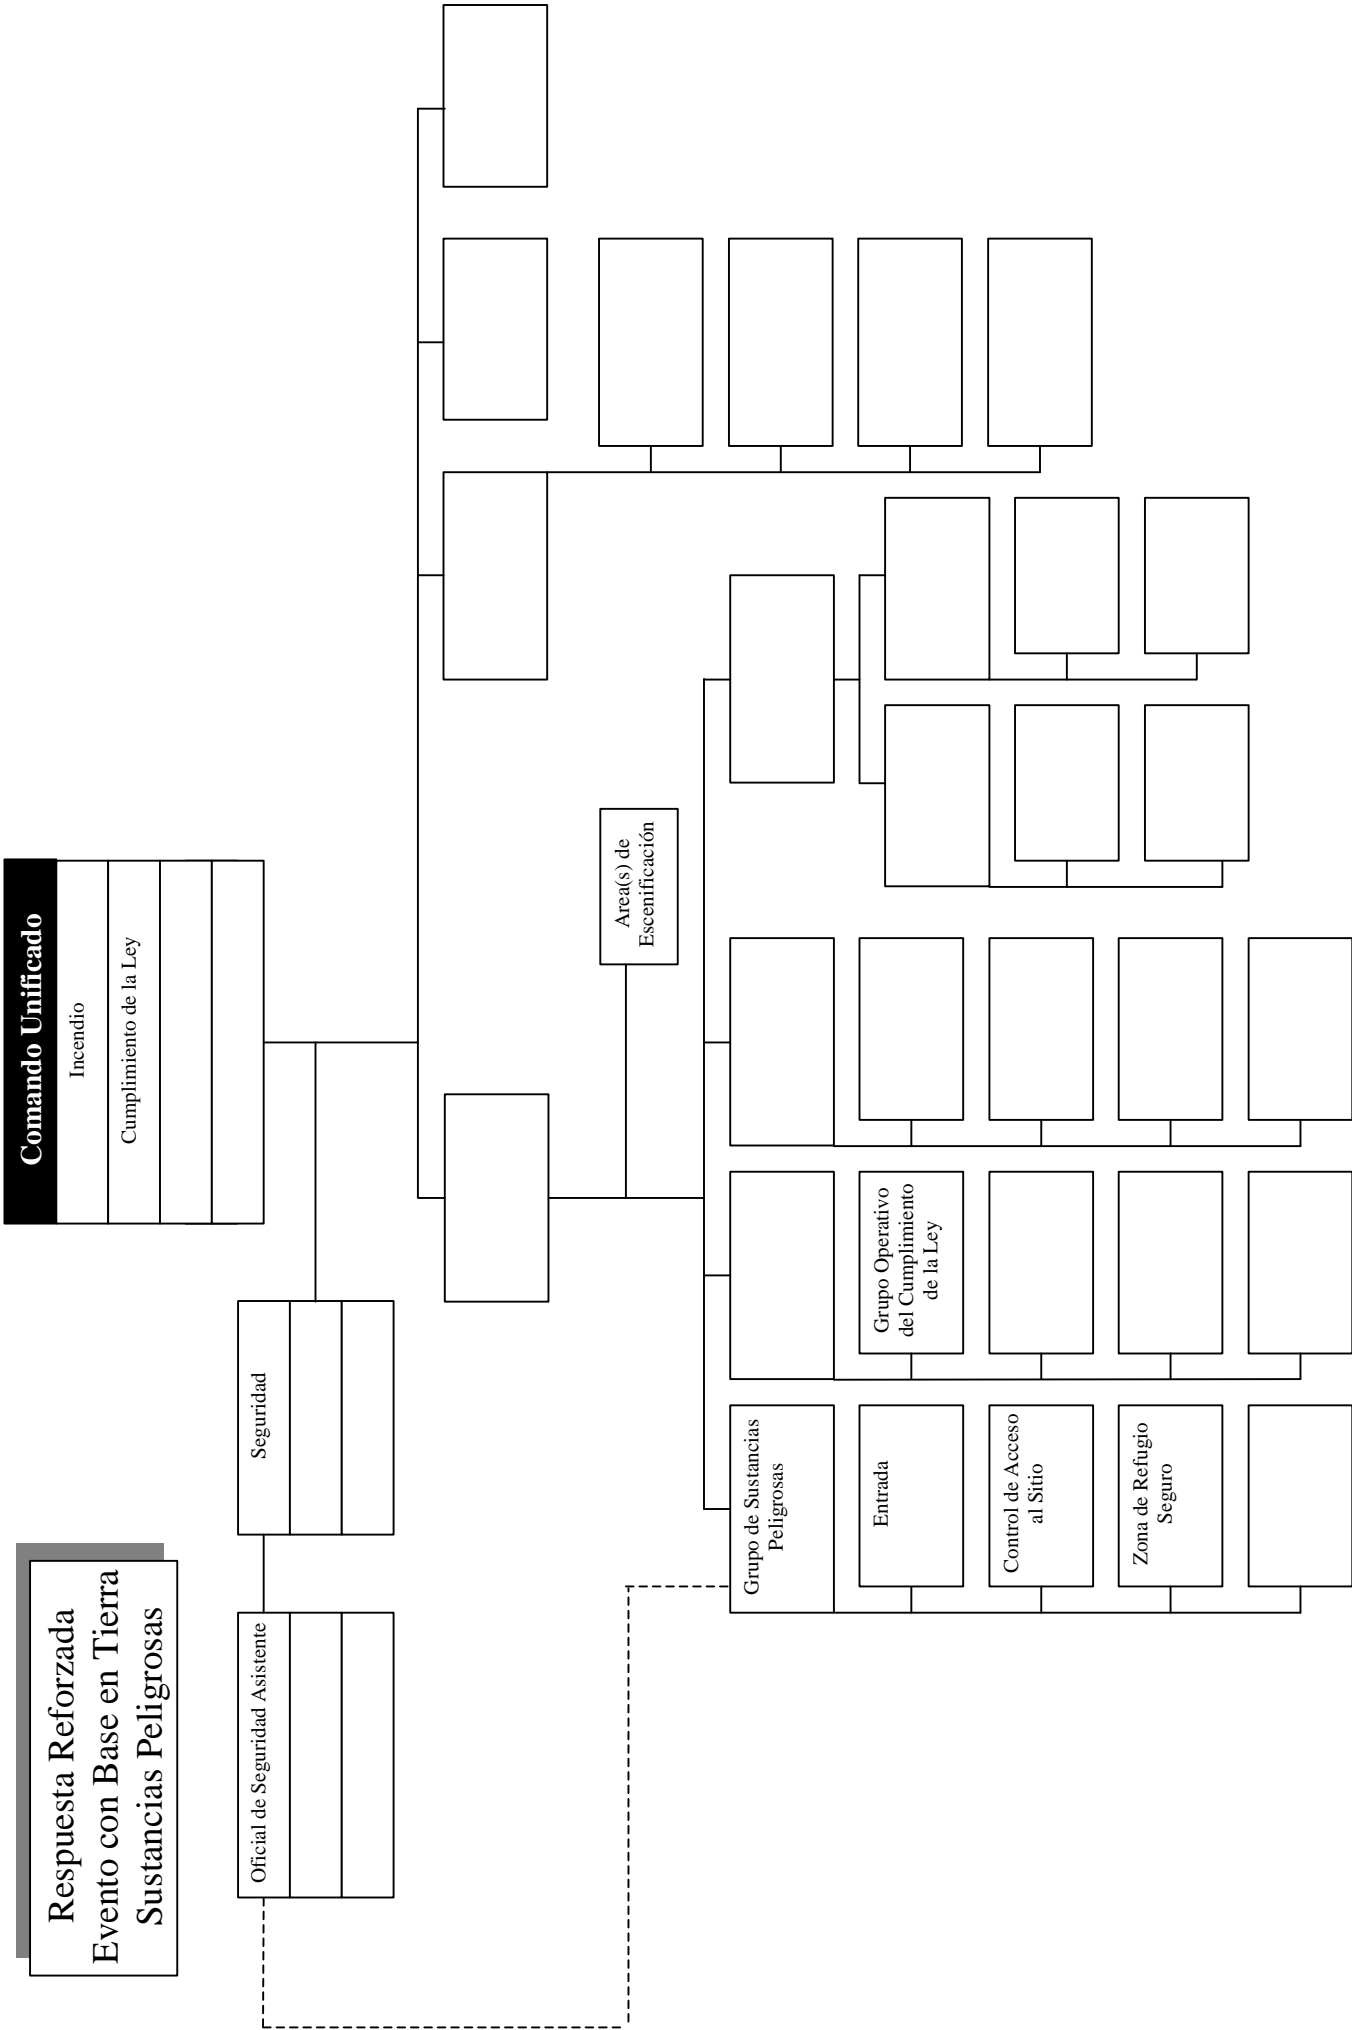 Respuesta Reforzada
Evento con Base en Tierra
Sustancias Peligrosas
Comando Unificado
Incendio
Cumplimiento de la Ley
Oficial de Seguridad Asistente
Seguridad
Area(s) de
Escenificación
Grupo de Sustancias
Peligrosas
Entrada
Grupo Operativo
del Cumplimiento
de la Ley
Control de Acceso
al Sitio
Zona de Refugio
Seguro